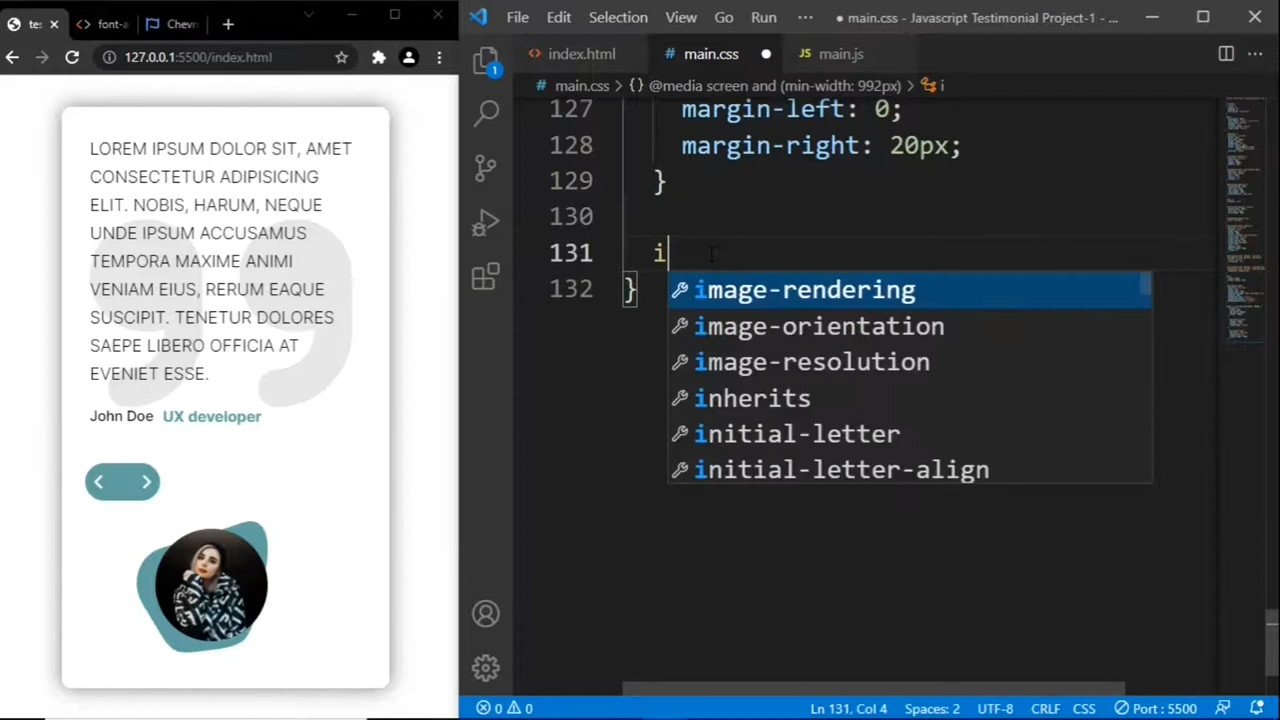 tes
font-a
Chevr
File Edit Selection View Go Run ... ● main.css - Javascript Testimonial Project-1 - ...
127.0.0.1:5500/index.html
<> index.html
# main.css ●
JS main.js
1
# main.css > {} @media screen and (min-width: 992px) > i
LOREM IPSUM DOLOR SIT, AMET
CONSECTETUR ADIPISICING
ELIT. NOBIS, HARUM, NEQUE
UNDE IPSUM ACCUSAMUS
TEMPORA MAXIME ANIMI
VENIAM EIUS, RERUM EAQUE
SUSCIPIT. TENETUR DOLORES
SAEPE LIBERO OFFICIA AT
EVENIET ESSE.
99
John Doe UX developer
127 margin-left: 0;
128 margin-right: 20px;
129 }
130
131 i
132 }
image-rendering
image-orientation
image-resolution
inherits
initial-letter
initial-letter-align
0 0
Ln 131, Col 4 Spaces: 2 UTF-8 CRLF CSS Port : 5500